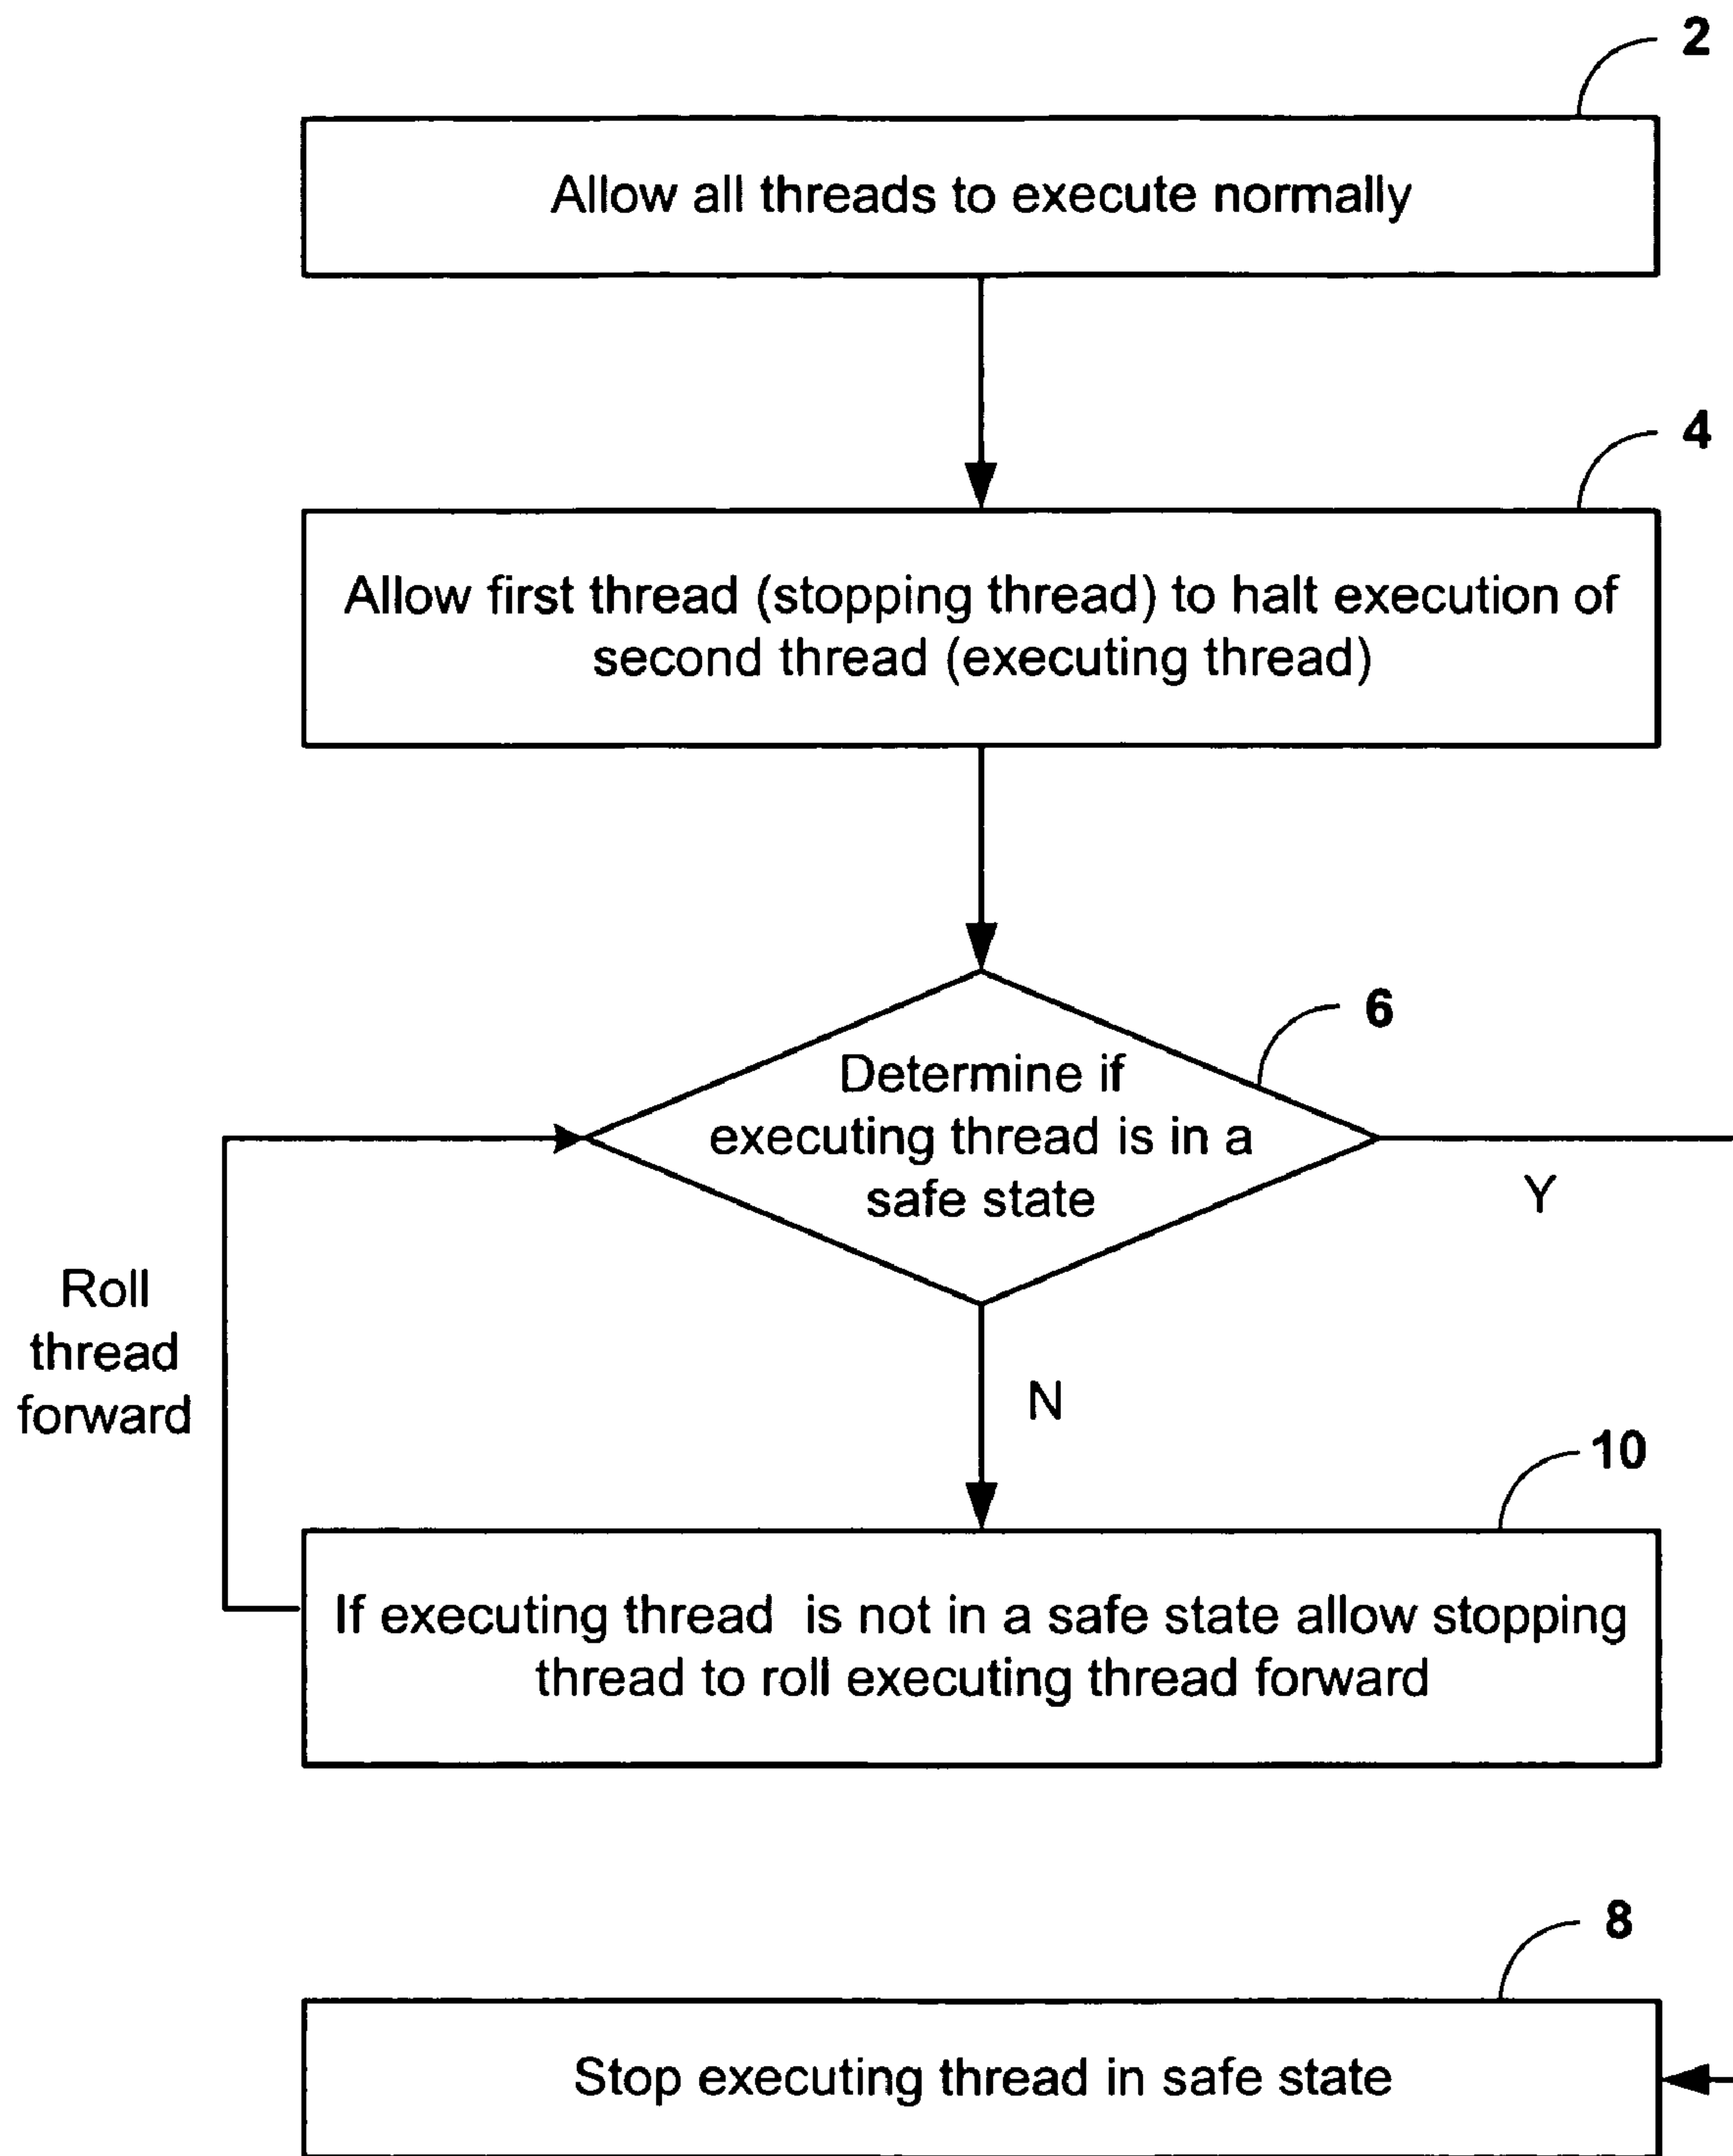 2
Allow all threads to execute normally
4
Allow first thread (stopping thread) to halt execution of
second thread (executing thread)
6
Determine if
executing thread is in a
safe state
Y
Roll
thread
forward
N
10
If executing thread is not in a safe state allow stopping
thread to roll executing thread forward
8
Stop executing thread in safe state